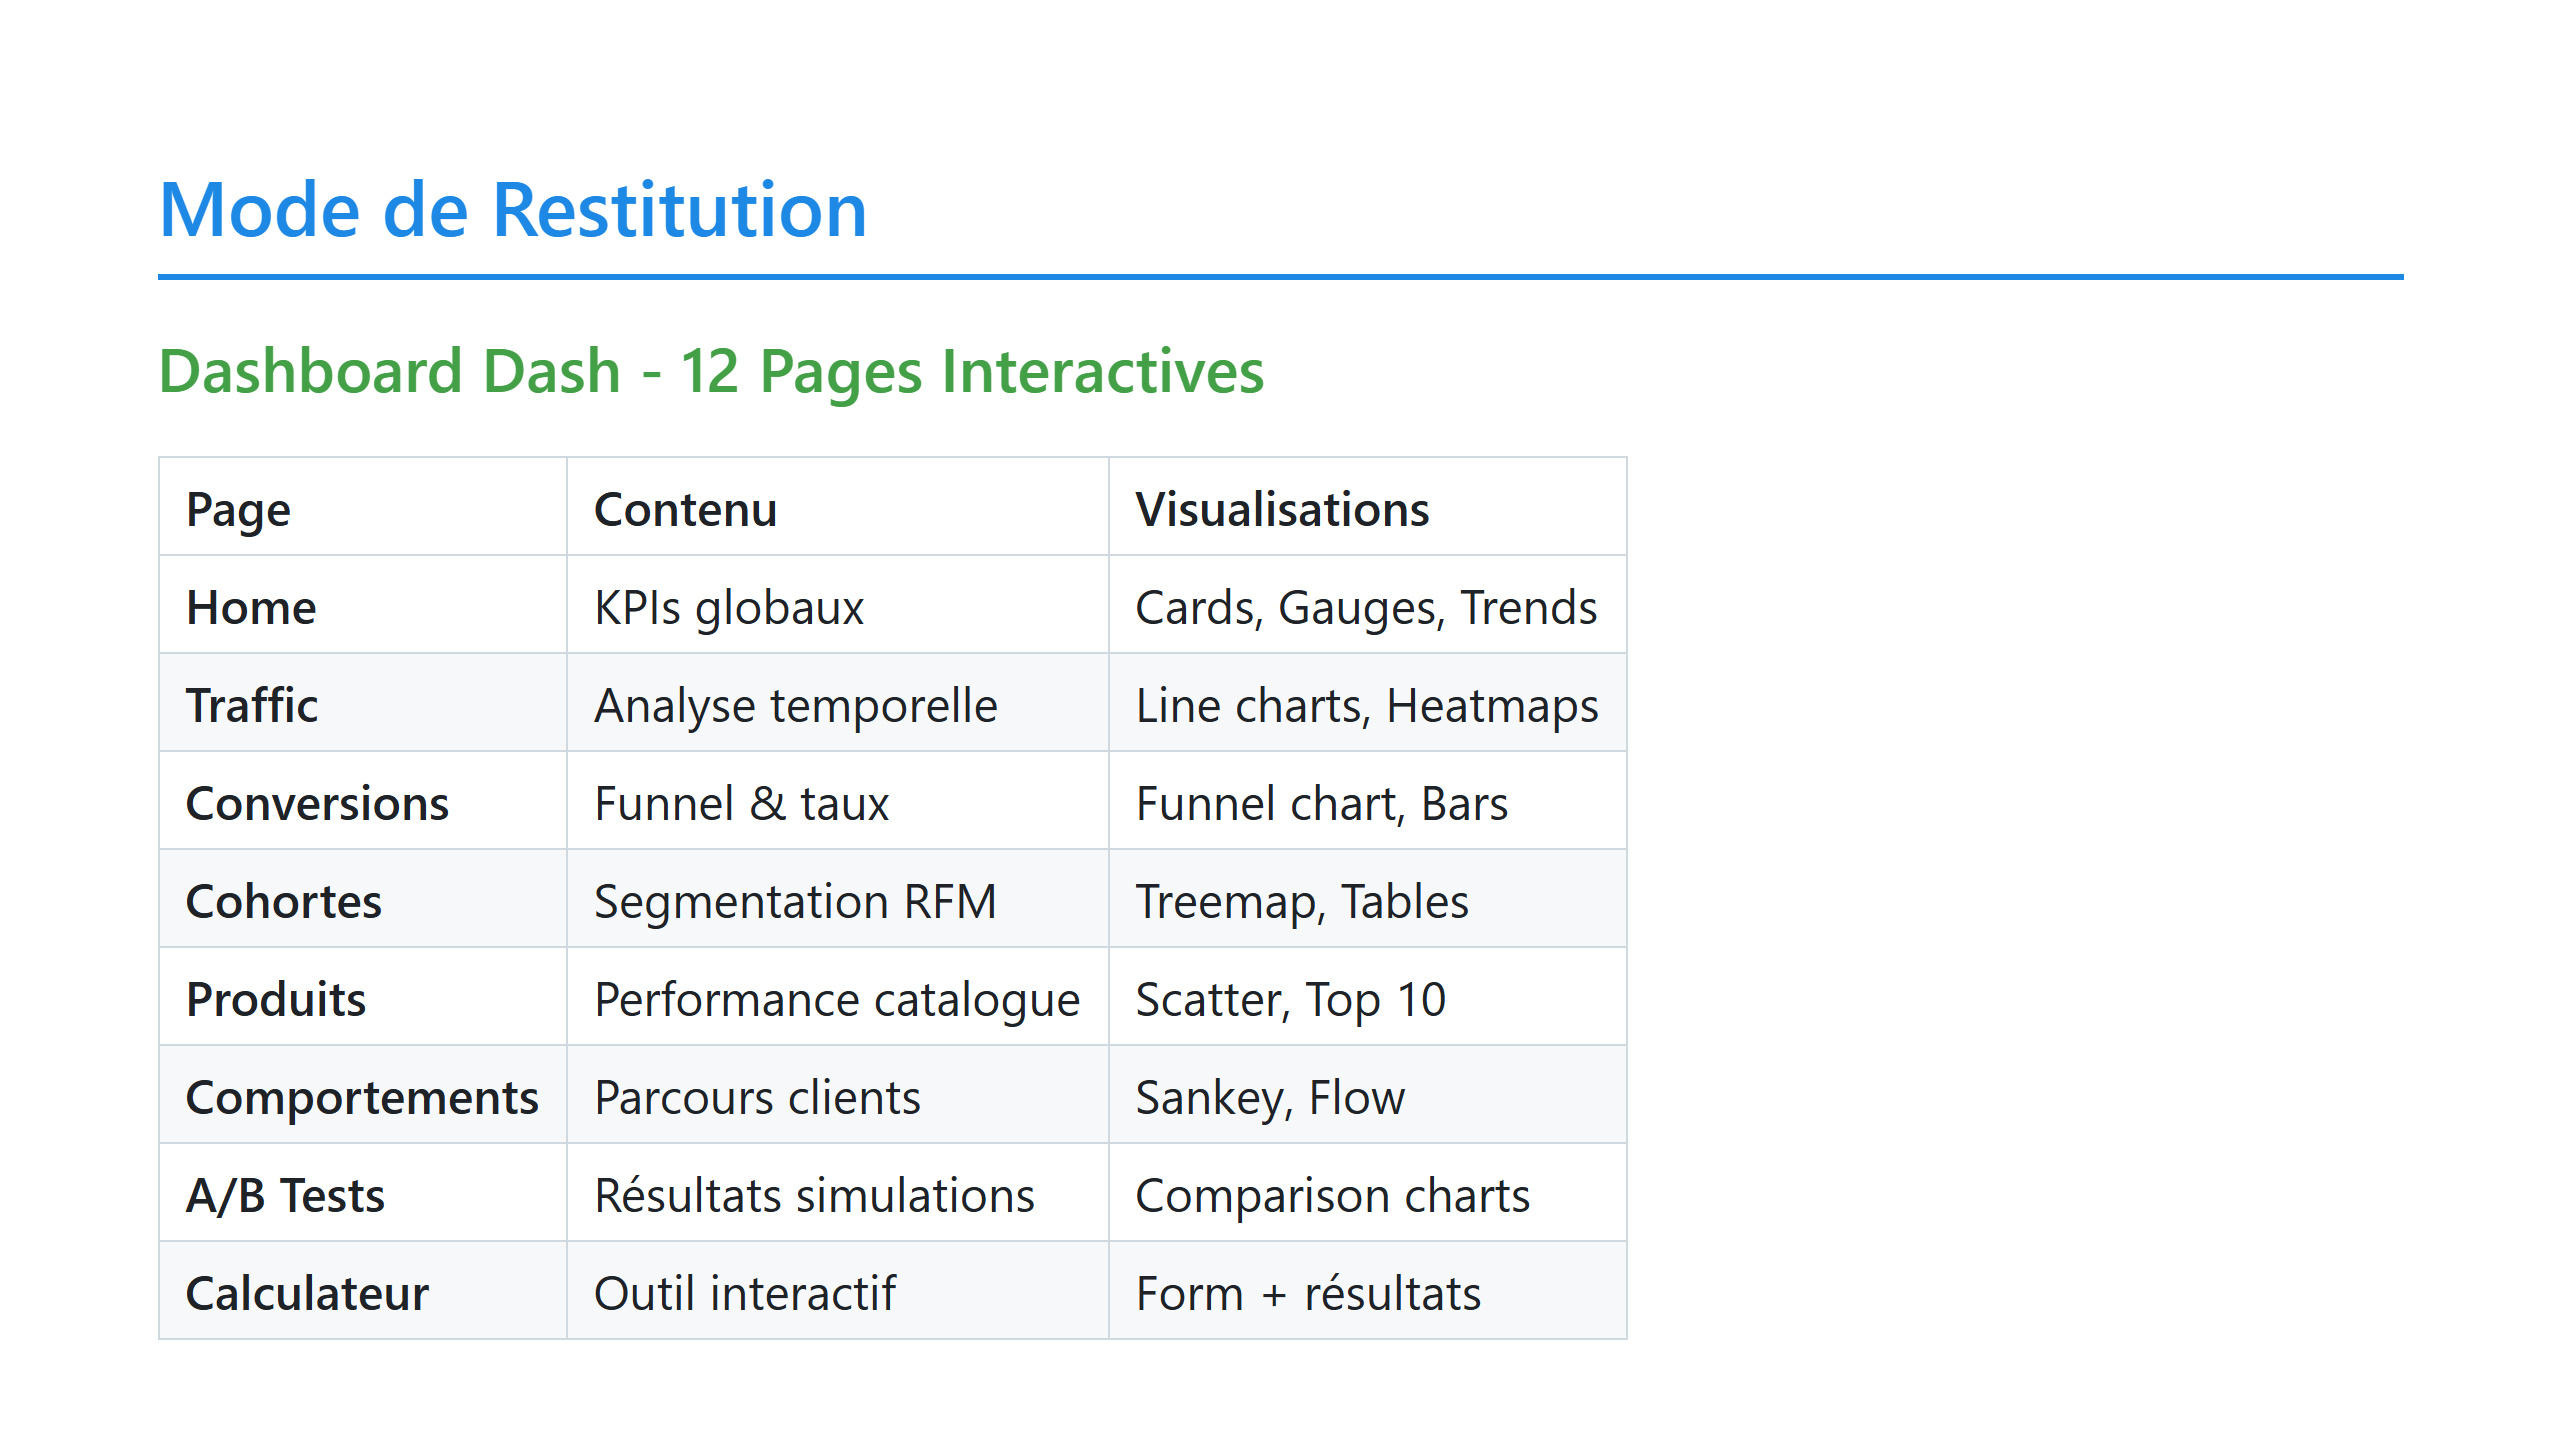 Mode de Restitution
Dashboard Dash - 12 Pages Interactives
Page Contenu Visualisations
Home KPIs globaux Cards, Gauges, Trends
Traffic Analyse temporelle Line charts, Heatmaps
Conversions Funnel & taux Funnel chart, Bars
Cohortes Segmentation RFM Treemap, Tables
Produits Performance catalogue Scatter, Top 10
Comportements Parcours clients Sankey, Flow
A/B Tests Résultats simulations Comparison charts
Calculateur Outil interactif Form + résultats